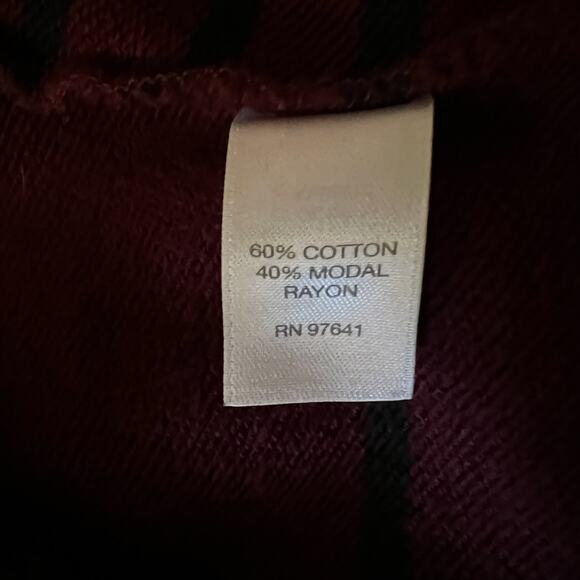 60% COTTON
40% MODAL
RAYON
RN 97641